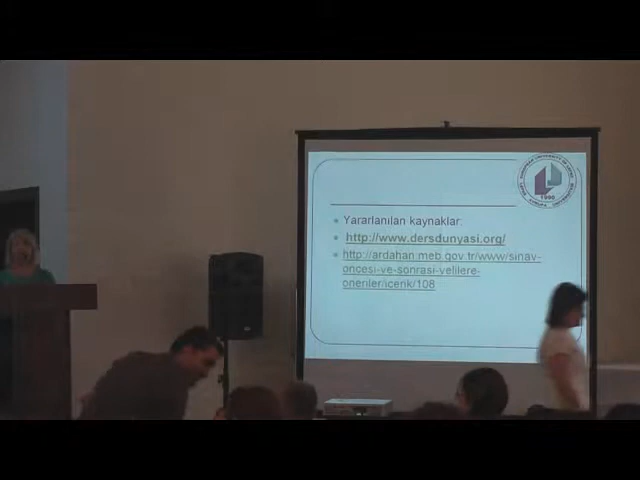 Yararlanılan kaynaklar:
http://www.dersdunyasi.org/
http://ardahan.meb.gov.tr/www/sinav-
oncesi-ve-sonrasi-velilere-
oneriler/icerik/108
1990